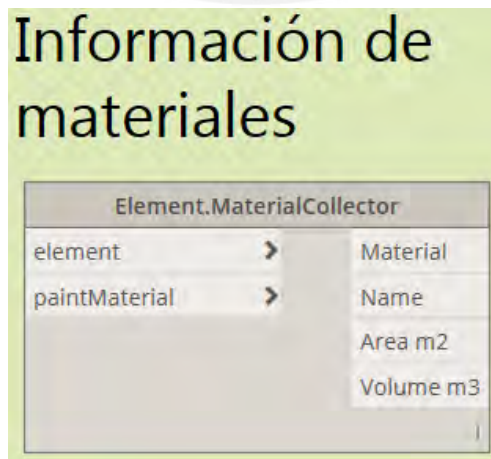 Información de
materiales
Element.MaterialCollector
element > Material
paintMaterial > Name
Area m2
Volume m3
l